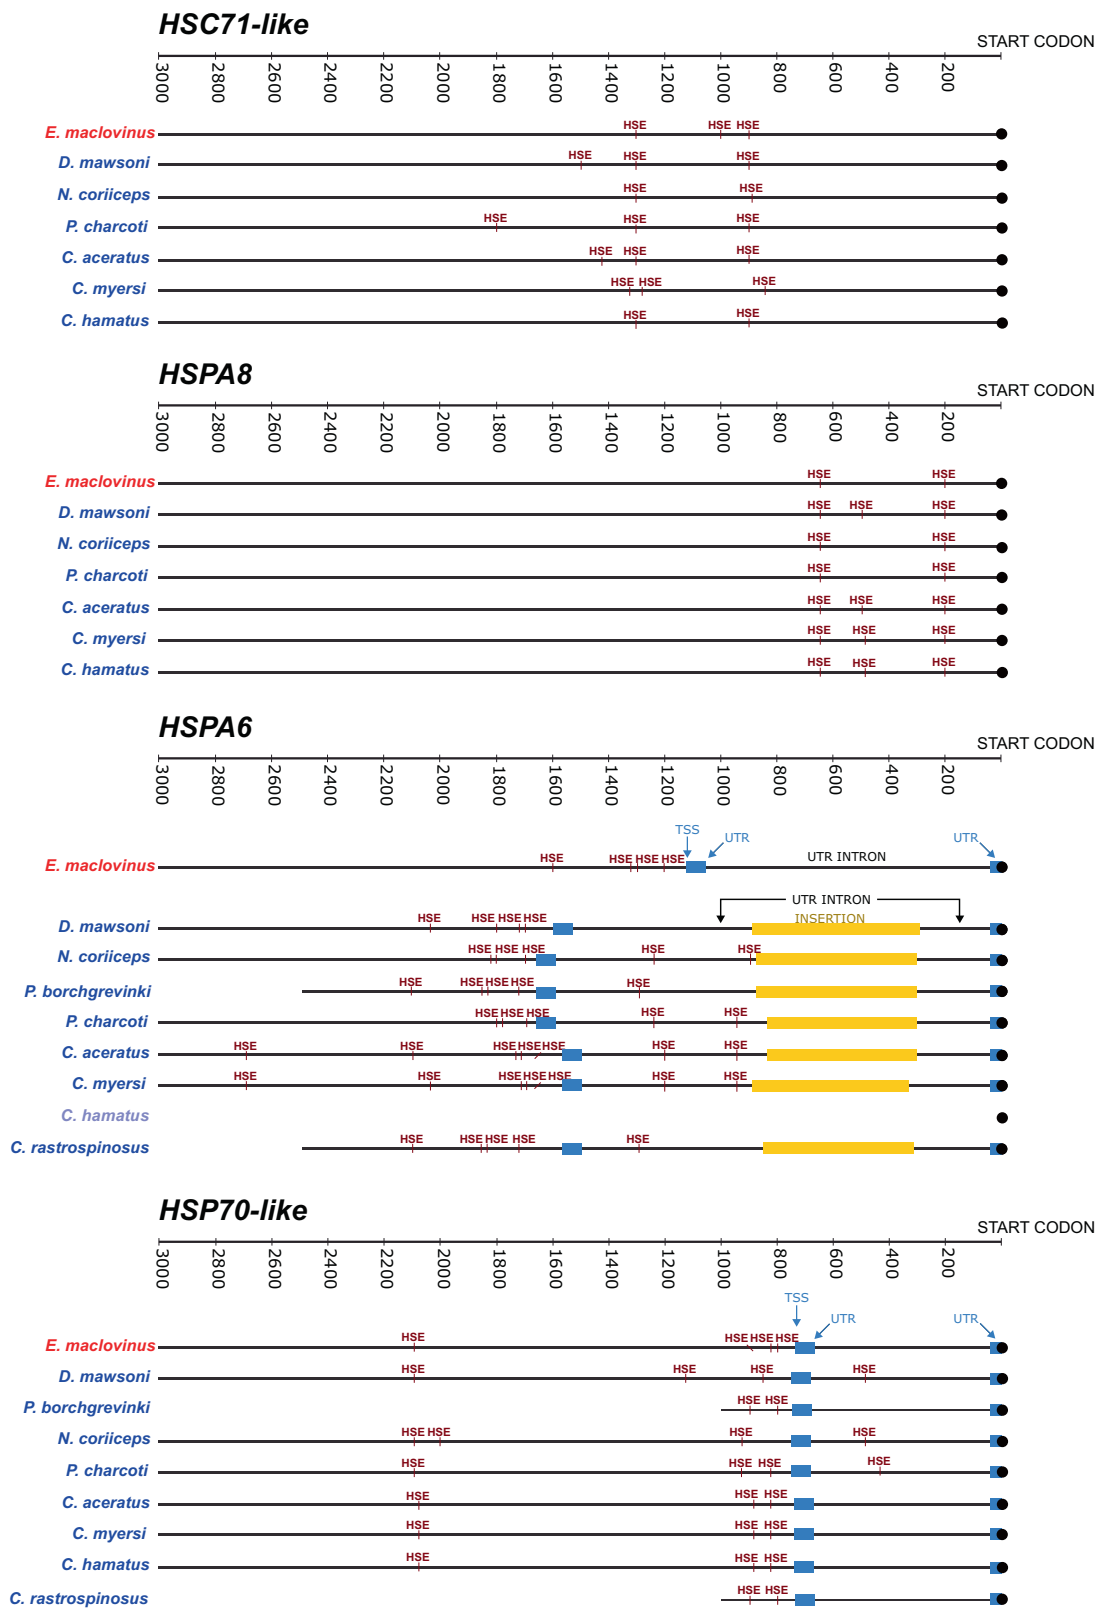 HSC71-like
START CODON
3000 2800 2600 2400 2200 2000 1800 1600 1400 1200 1000 800 600 400 200
HSE HSE HSE
E. maclovinus
HSE HSE HSE
D. mawsoni
HSE HSE
N. coriiceps
HSE HSE HSE
P. charcoti
HSE HSE HSE
C. aceratus
HSE HSE HSE
C. myersi
HSE HSE
C. hamatus
HSPA8
START CODON
3000 2800 2600 2400 2200 2000 1800 1600 1400 1200 1000 800 600 400 200
HSE HSE
E. maclovinus
HSE HSE HSE
D. mawsoni
HSE HSE
N. coriiceps
HSE HSE
P. charcoti
HSE HSE HSE
C. aceratus
HSE HSE HSE
C. myersi
HSE HSE HSE
C. hamatus
HSPA6
START CODON
3000 2800 2600 2400 2200 2000 1800 1600 1400 1200 1000 800 600 400 200
TSS UTR UTR
HSE HSE HSE HSE UTR INTRON
E. maclovinus
UTR INTRON
HSE HSE HSE HSE INSERTION
D. mawsoni
HSE HSE HSE HSE HSE
N. coriiceps
HSE HSE HSE HSE HSE
P. borchgrevinki
HSE HSE HSE HSE HSE
P. charcoti
HSE HSE HSE HSE HSE HSE HSE
C. aceratus
HSE HSE HSE HSE HSE HSE HSE
C. myersi
C. hamatus
HSE HSE HSE HSE HSE
C. rastrospinosus
HSP70-like
START CODON
3000 2800 2600 2400 2200 2000 1800 1600 1400 1200 1000 800 600 400 200
TSS UTR UTR
HSE HSE HSE HSE
E. maclovinus
HSE HSE HSE HSE
D. mawsoni
HSE HSE
P. borchgrevinki
HSE HSE HSE HSE
N. coriiceps
HSE HSE HSE HSE
P. charcoti
HSE HSE HSE
C. aceratus
HSE HSE HSE
C. myersi
HSE HSE HSE
C. hamatus
HSE HSE
C. rastrospinosus